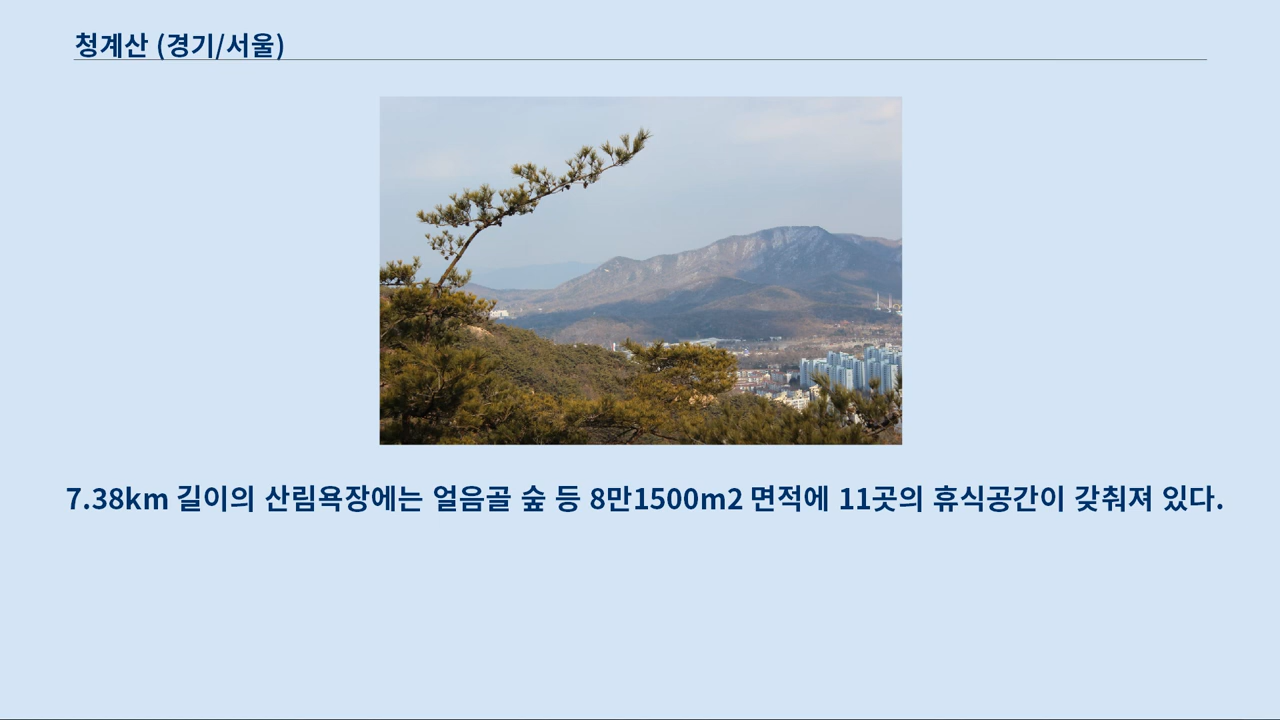 청계산 (경기/서울)
7.38km 길이의 산림욕장에는 얼음골 숲 등 8만1500m2 면적에 11곳의 휴식공간이 갖춰져 있다.